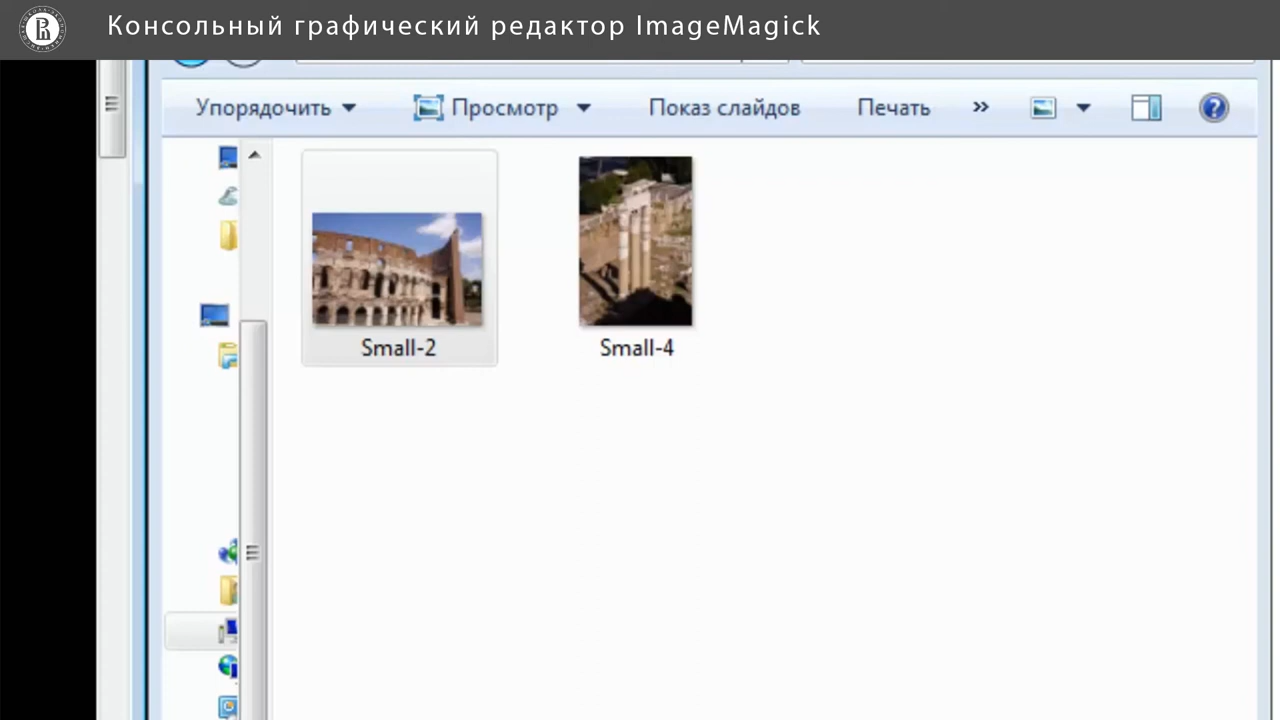 Консольный графический редактор ImageMagick
Упорядочить Просмотр Показ слайдов Печать »
Small-2 Small-4